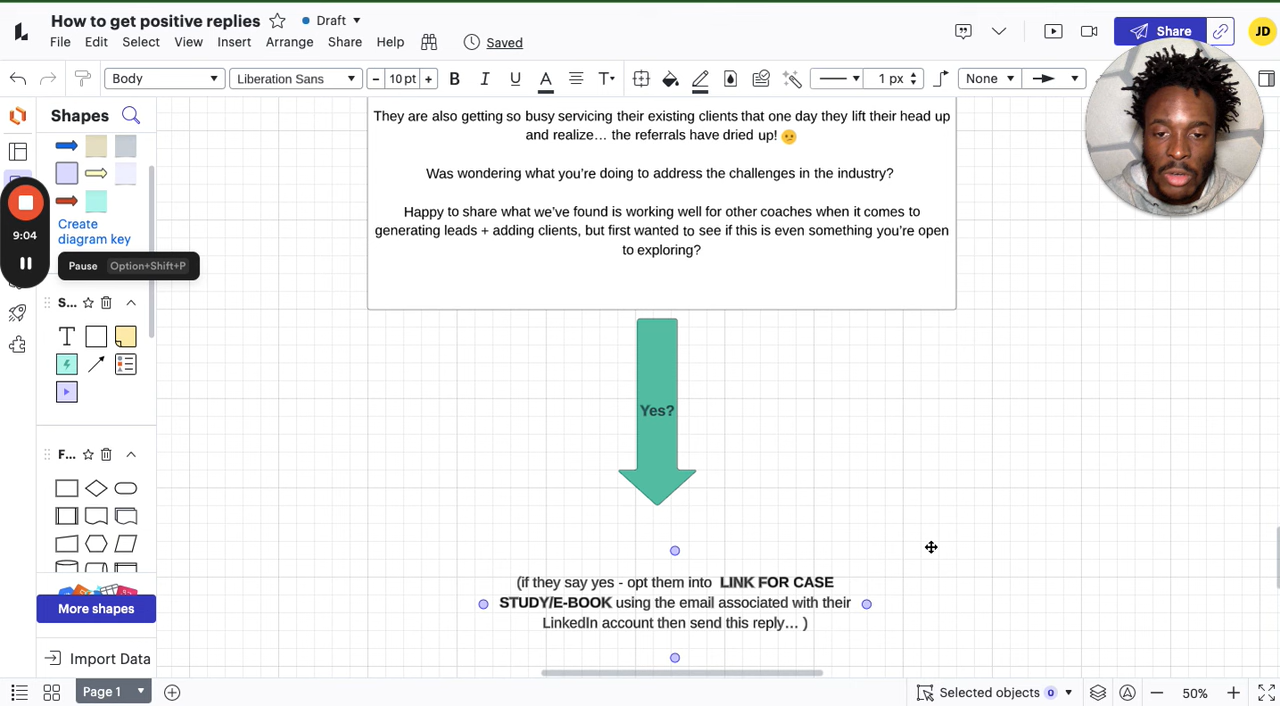 How to get positive replies
Draft
File Edit Select View Insert Arrange Share Help
Saved
Share
JD
Body
Liberation Sans
- 10 pt +
B I U A T
1 px
None
Shapes
Create
diagram key
9:04
Pause Option+Shift+P
S...
T
F...
More shapes
Import Data
They are also getting so busy servicing their existing clients that one day they lift their head up
and realize… the referrals have dried up! 😕
Was wondering what you’re doing to address the challenges in the industry?
Happy to share what we’ve found is working well for other coaches when it comes to
generating leads + adding clients, but first wanted to see if this is even something you’re open
to exploring?
Yes?
(if they say yes - opt them into LINK FOR CASE
STUDY/E-BOOK using the email associated with their
LinkedIn account then send this reply… )
Page 1
Selected objects 0
50%